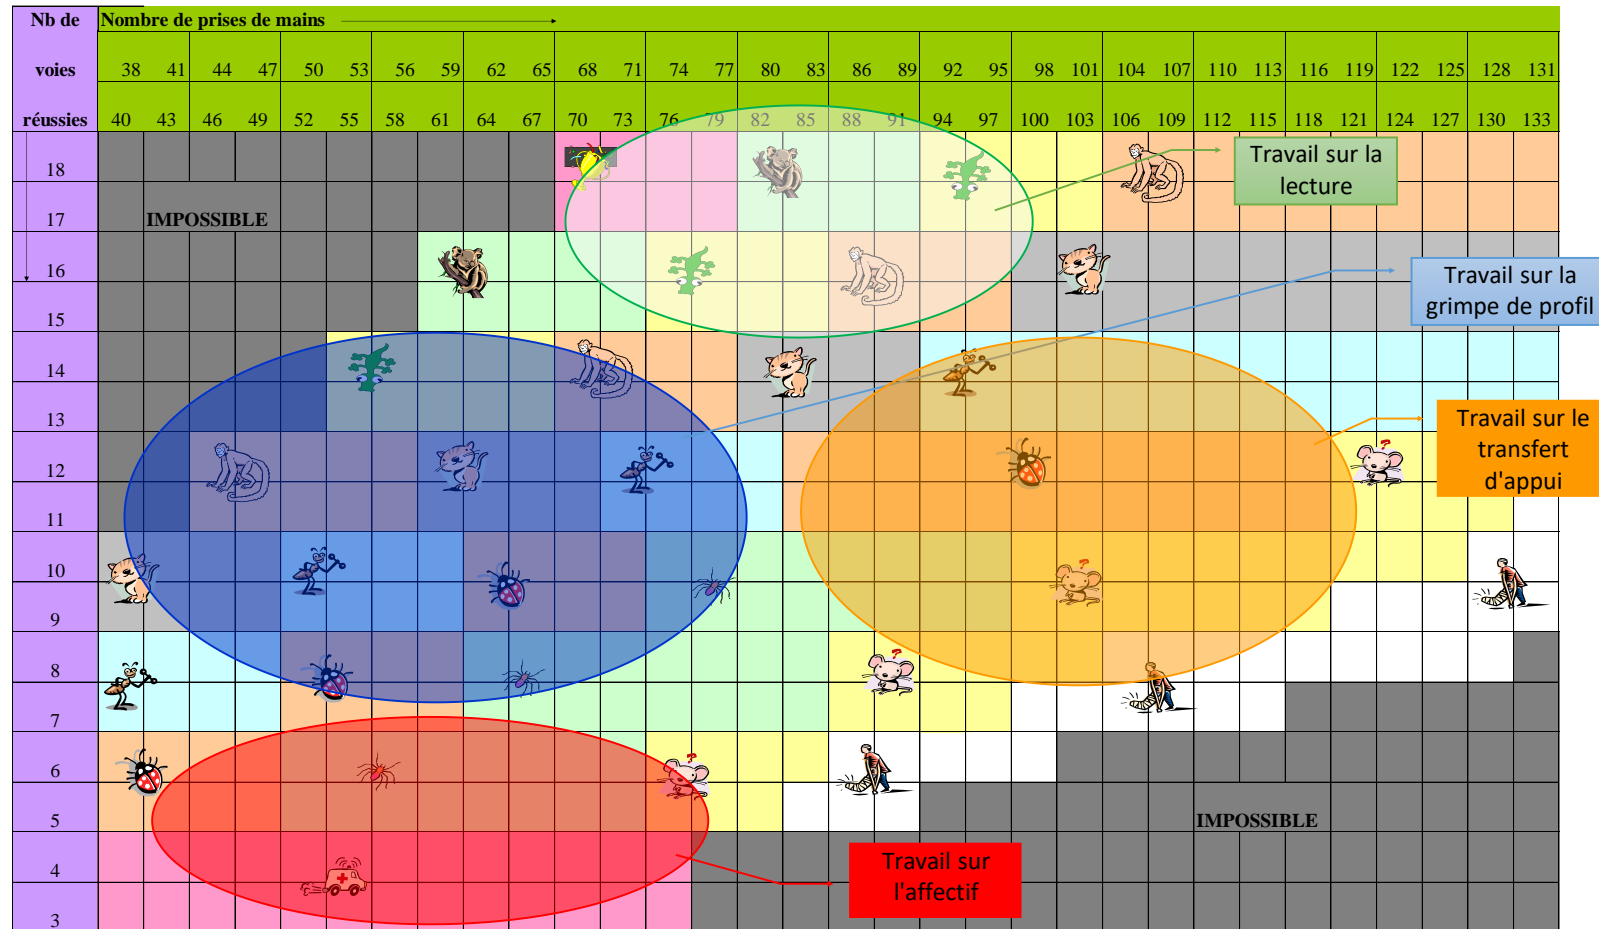 Nb de Nombre de prises de mains
voies 38 41 44 47 50 53 56 59 62 65 68 71 74 77 80 83 86 89 92 95 98 101 104 107 110 113 116 119 122 125 128 131
réussies 40 43 46 49 52 55 58 61 64 67 70 73 76 79 82 85 88 91 94 97 100 103 106 109 112 115 118 121 124 127 130 133
18
17 IMPOSSIBLE
16
15
14
13
12
11
10
9
8
7
6
5 IMPOSSIBLE
4
3
Travail sur la
lecture
Travail sur la
grimpe de profil
Travail sur le
transfert
d'appui
Travail sur
l'affectif